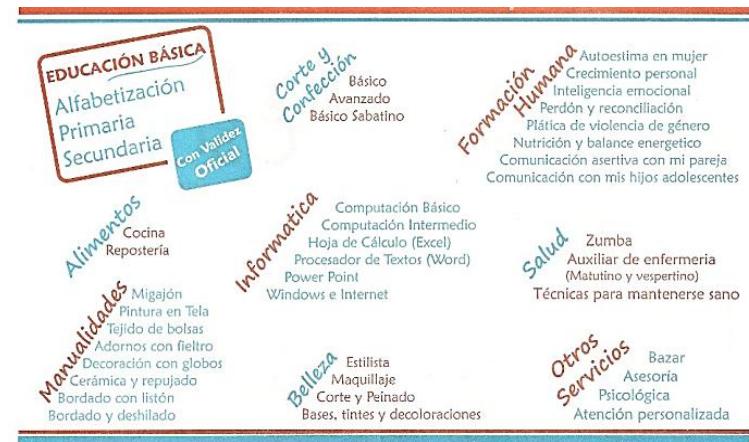 EDUCACIÓN BÁSICA
Alfabetización
Primaria
Secundaria
Con Validez
Oficial
Corte y
Confección
Básico
Avanzado
Básico Sabatino
Formación
Humana
Autoestima en mujer
Crecimiento personal
Inteligencia emocional
Perdón y reconciliación
Plática de violencia de género
Nutrición y balance energetico
Comunicación asertiva con mi pareja
Comunicación con mis hijos adolescentes
Alimentos
Cocina
Repostería
Informatica
Computación Básico
Computación Intermedio
Hoja de Cálculo (Excel)
Procesador de Textos (Word)
Power Point
Windows e Internet
Salud
Zumba
Auxiliar de enfermeria
(Matutino y vespertino)
Técnicas para mantenerse sano
Manualidades
Migajón
Pintura en Tela
Tejido de bolsas
Adornos con fieltro
Decoración con globos
Cerámica y repujado
Bordado con listón
Bordado y deshilado
Belleza
Estilista
Maquillaje
Corte y Peinado
Bases, tintes y decoloraciones
Otros
Servicios
Bazar
Asesoría
Psicológica
Atención personalizada